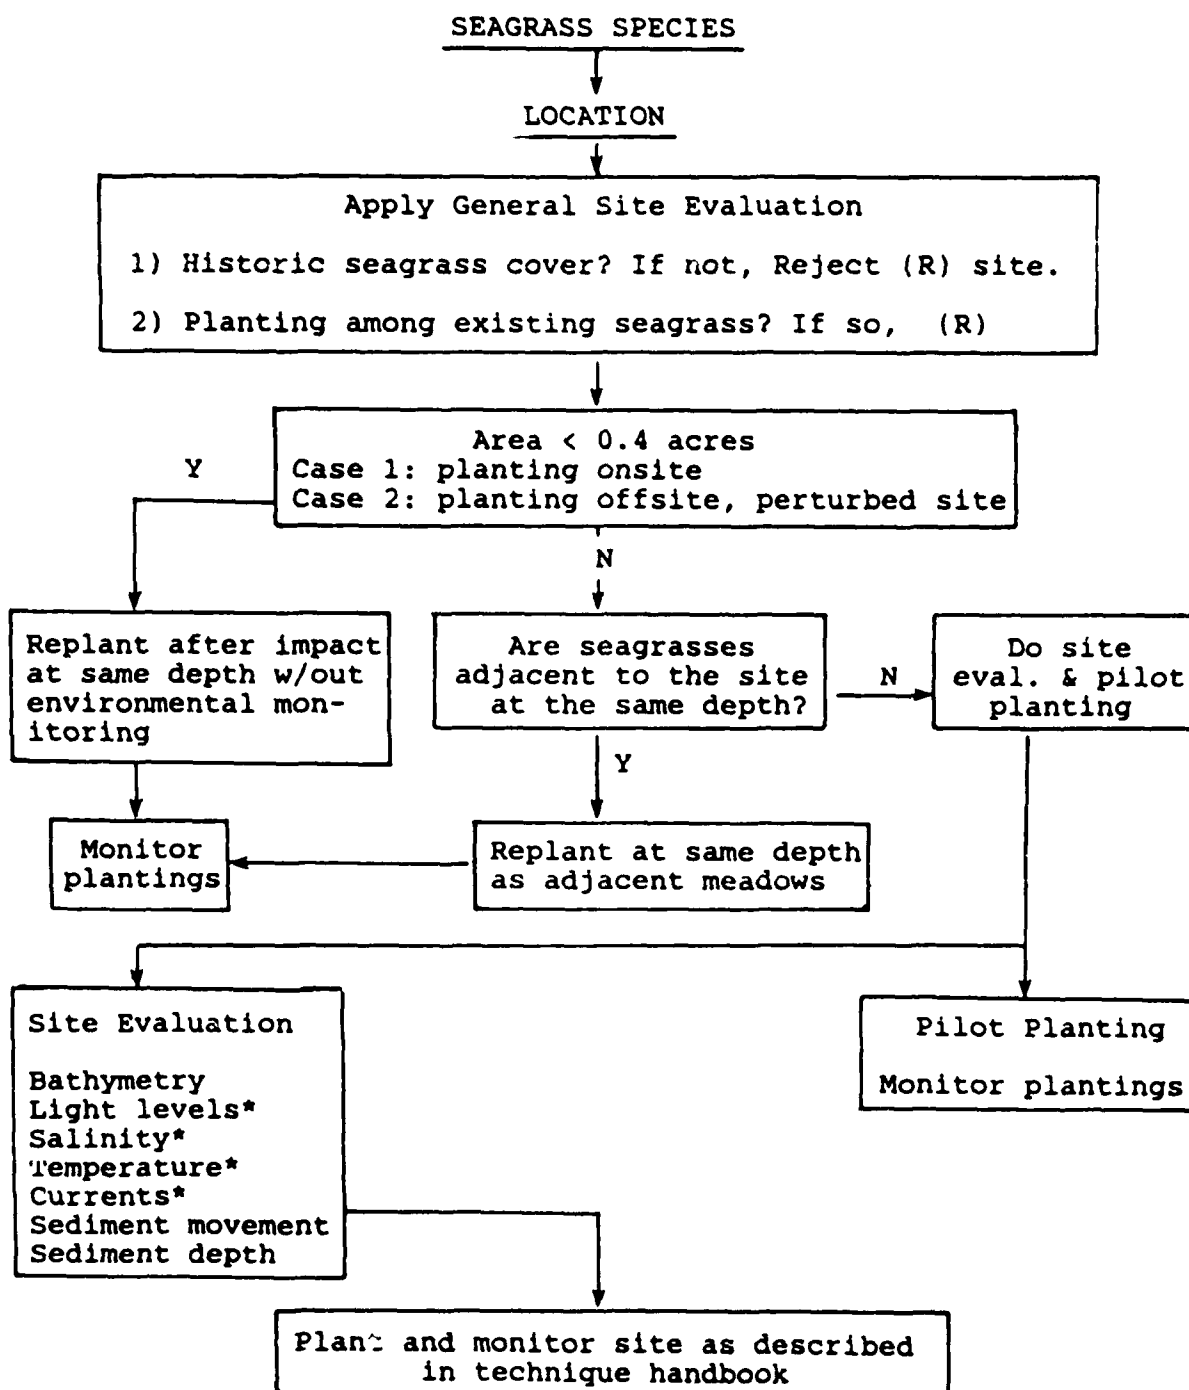 SEAGRASS SPECIES
LOCATION
Apply General Site Evaluation
1) Historic seagrass cover? If not, Reject (R) site.
2) Planting among existing seagrass? If so, (R)
Area < 0.4 acres
Case 1: planting onsite
Case 2: planting offsite, perturbed site
Y
N
Replant after impact
at same depth w/out
environmental mon-
itoring
Are seagrasses
adjacent to the site
at the same depth?
N
Do site
eval. & pilot
planting
Y
Monitor
plantings
Replant at same depth
as adjacent meadows
Site Evaluation
Bathymetry
Light levels*
Salinity*
Temperature*
Currents*
Sediment movement
Sediment depth
Pilot Planting
Monitor plantings
Plant and monitor site as described
in technique handbook